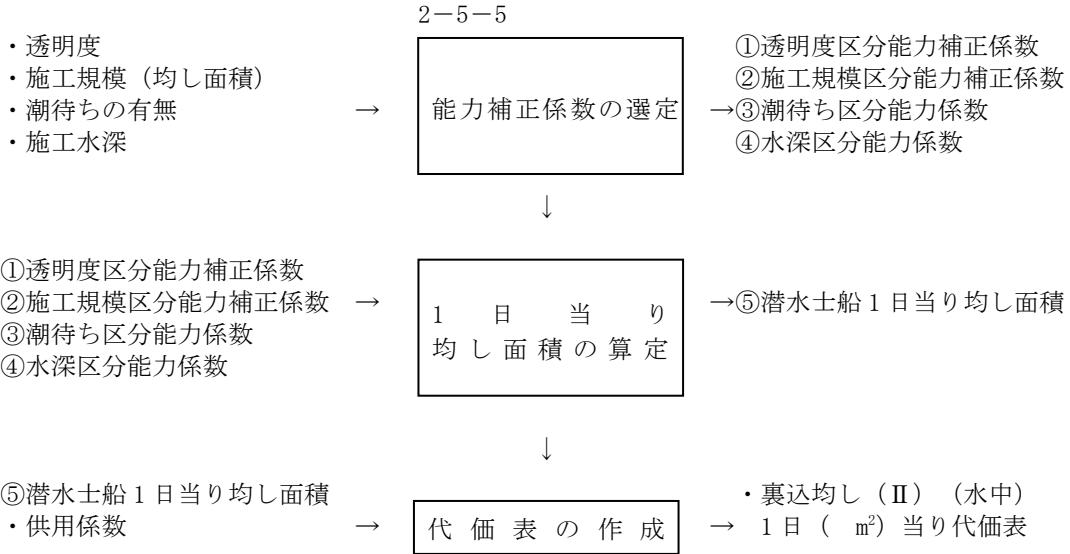 2-5-5
・透明度
・施工規模（均し面積）
・潮待ちの有無
・施工水深
→
能力補正係数の選定
→
①透明度区分能力補正係数
②施工規模区分能力補正係数
③潮待ち区分能力係数
④水深区分能力係数
↓
①透明度区分能力補正係数
②施工規模区分能力補正係数
③潮待ち区分能力係数
④水深区分能力係数
→
1日当り
均し面積の算定
→⑤潜水士船1日当り均し面積
↓
⑤潜水士船1日当り均し面積
・供用係数
→
代価表の作成
→
・裏込均し（Ⅱ）（水中）
1日（　㎡）当り代価表